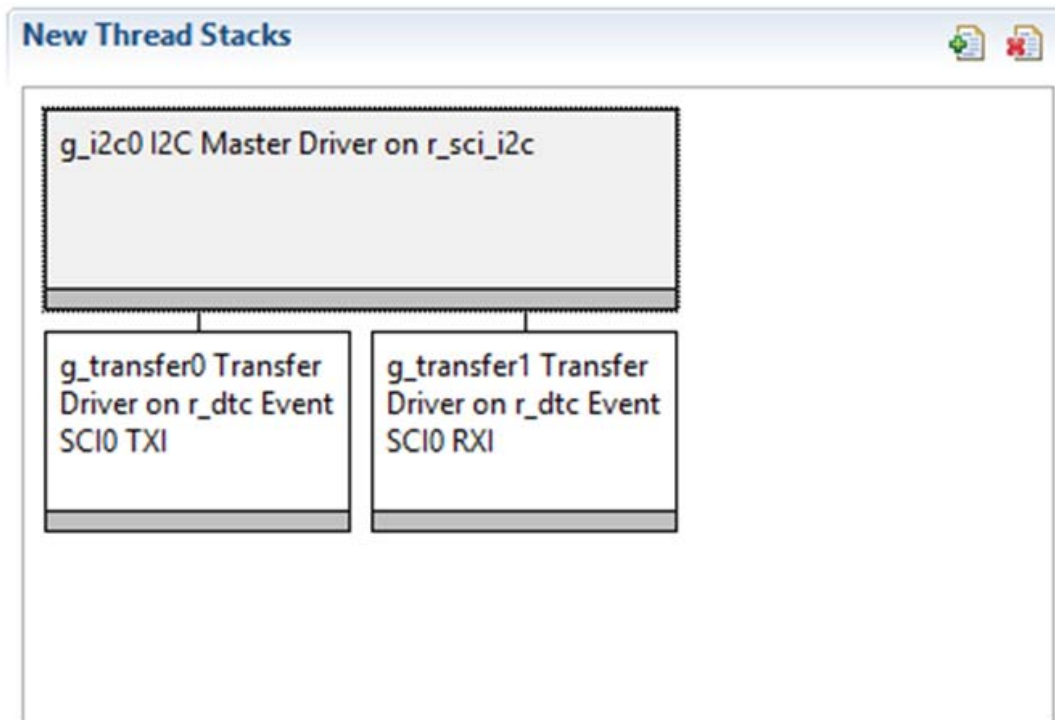 New Thread Stacks
g_i2c0 I2C Master Driver on r_sci_i2c
g_transfer0 Transfer
Driver on r_dtc Event
SCI0 TXI
g_transfer1 Transfer
Driver on r_dtc Event
SCI0 RXI